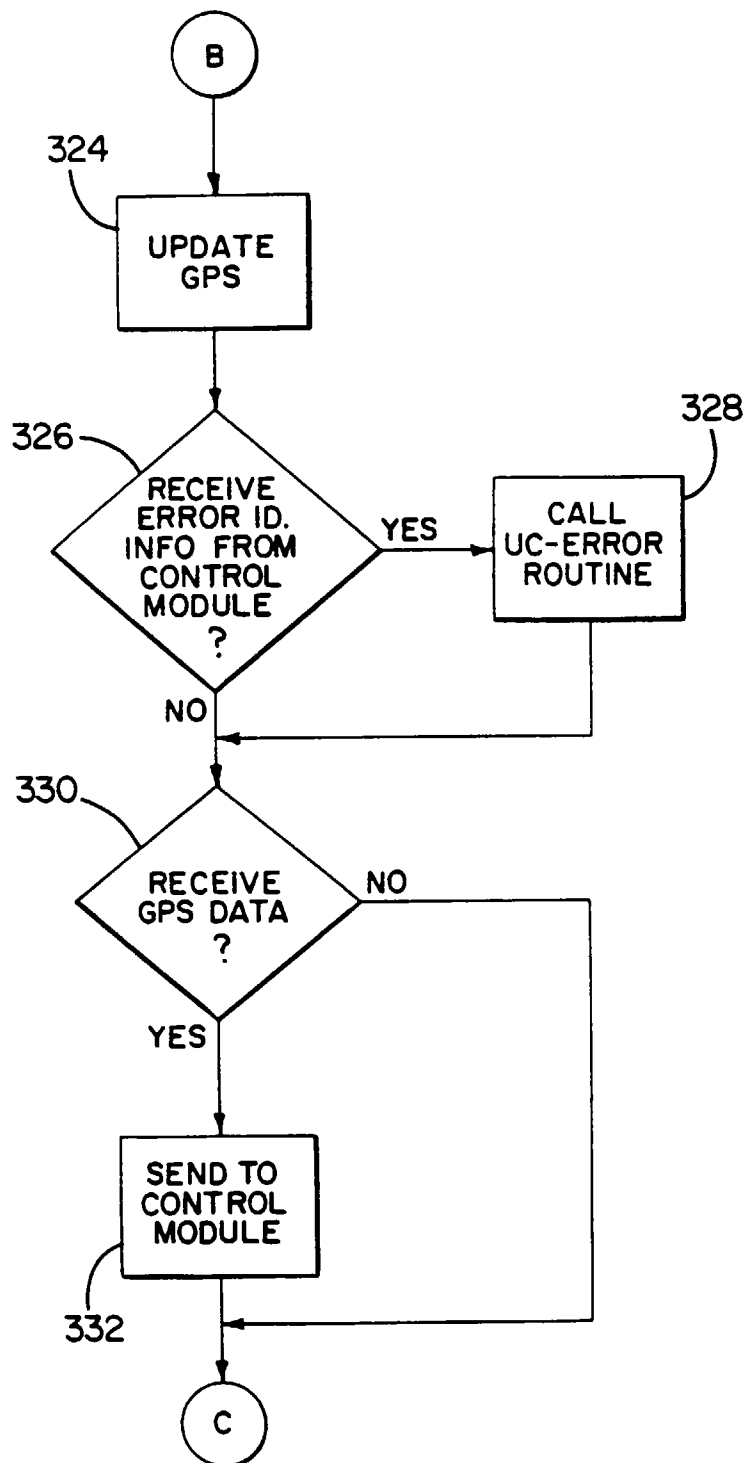 B
324
UPDATE
GPS
326
RECEIVE
ERROR ID.
INFO FROM
CONTROL
MODULE
?
YES
328
CALL
UC-ERROR
ROUTINE
NO
330
RECEIVE
GPS DATA
?
NO
YES
SEND TO
CONTROL
MODULE
332
C